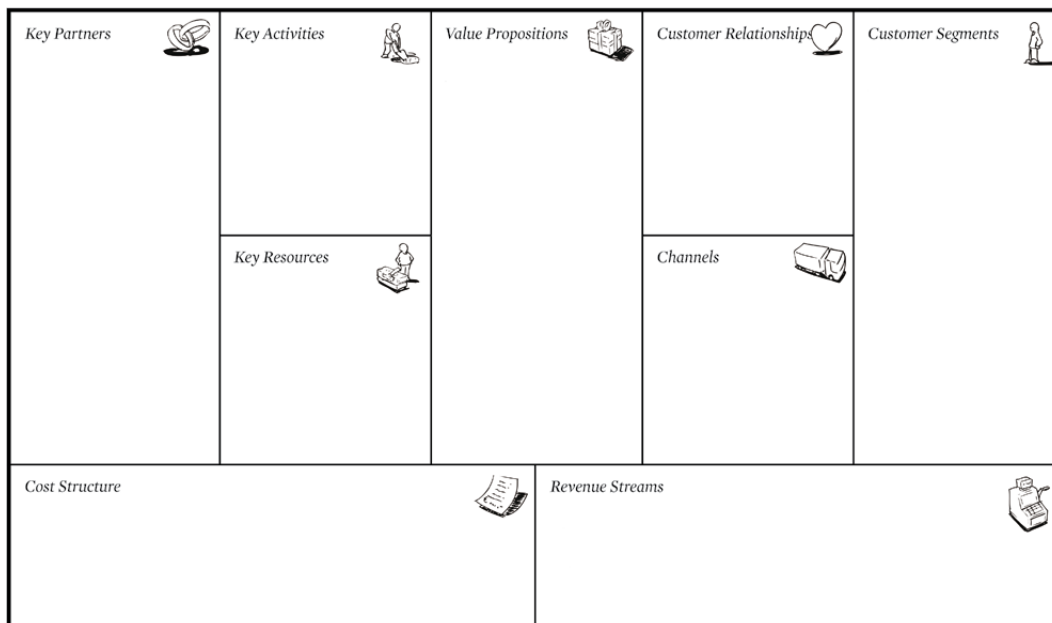 Key Partners
Key Activities
Value Propositions
Customer Relationships
Customer Segments
Key Resources
Channels
Cost Structure
Revenue Streams